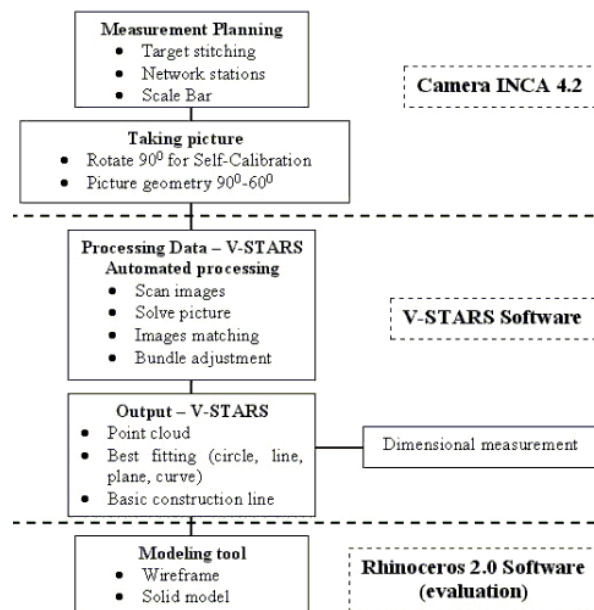 Measurement Planning
• Target stitching
• Network stations
• Scale Bar
Camera INCA 4.2
Taking picture
• Rotate 90⁰ for Self-Calibration
• Picture geometry 90⁰-60⁰
Processing Data – V-STARS
Automated processing
• Scan images
• Solve picture
• Images matching
• Bundle adjustment
V-STARS Software
Output – V-STARS
• Point cloud
• Best fitting (circle, line,
plane, curve)
• Basic construction line
Dimensional measurement
Modeling tool
• Wireframe
• Solid model
Rhinoceros 2.0 Software
(evaluation)